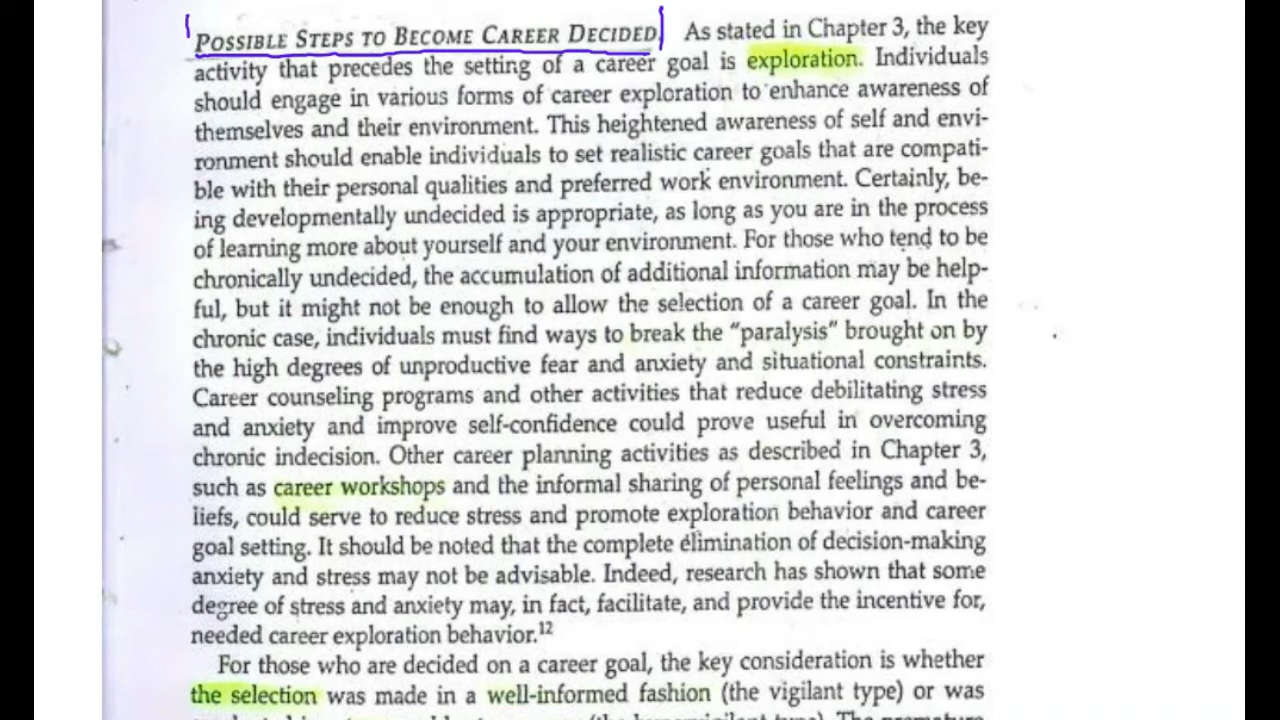 POSSIBLE STEPS TO BECOME CAREER DECIDED As stated in Chapter 3, the key
activity that precedes the setting of a career goal is exploration. Individuals
should engage in various forms of career exploration to enhance awareness of
themselves and their environment. This heightened awareness of self and envi-
ronment should enable individuals to set realistic career goals that are compati-
ble with their personal qualities and preferred work environment. Certainly, be-
ing developmentally undecided is appropriate, as long as you are in the process
of learning more about yourself and your environment. For those who tend to be
chronically undecided, the accumulation of additional information may be help-
ful, but it might not be enough to allow the selection of a career goal. In the
chronic case, individuals must find ways to break the “paralysis” brought on by
the high degrees of unproductive fear and anxiety and situational constraints.
Career counseling programs and other activities that reduce debilitating stress
and anxiety and improve self-confidence could prove useful in overcoming
chronic indecision. Other career planning activities as described in Chapter 3,
such as career workshops and the informal sharing of personal feelings and be-
liefs, could serve to reduce stress and promote exploration behavior and career
goal setting. It should be noted that the complete elimination of decision-making
anxiety and stress may not be advisable. Indeed, research has shown that some
degree of stress and anxiety may, in fact, facilitate, and provide the incentive for,
needed career exploration behavior.12
For those who are decided on a career goal, the key consideration is whether
the selection was made in a well-informed fashion (the vigilant type) or was